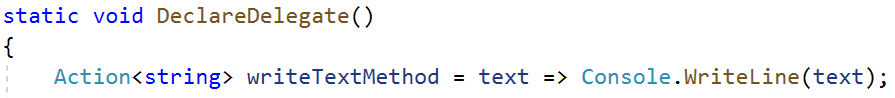 static void DeclareDelegate()
{
    Action<string> writeTextMethod = text => Console.WriteLine(text);